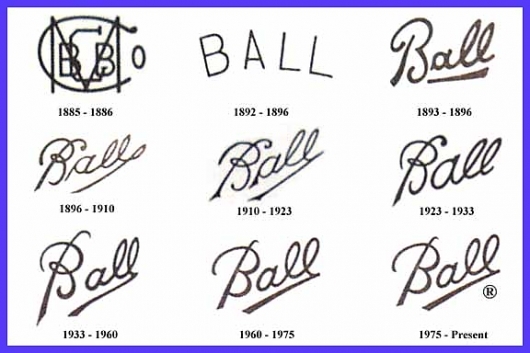 BBGMCo BALL Ball
1885 - 1886 1892 - 1896 1893 - 1896
Ball Ball Ball
1896 - 1910 1910 - 1923 1923 - 1933
Ball Ball Ball ®
1933 - 1960 1960 - 1975 1975 - Present